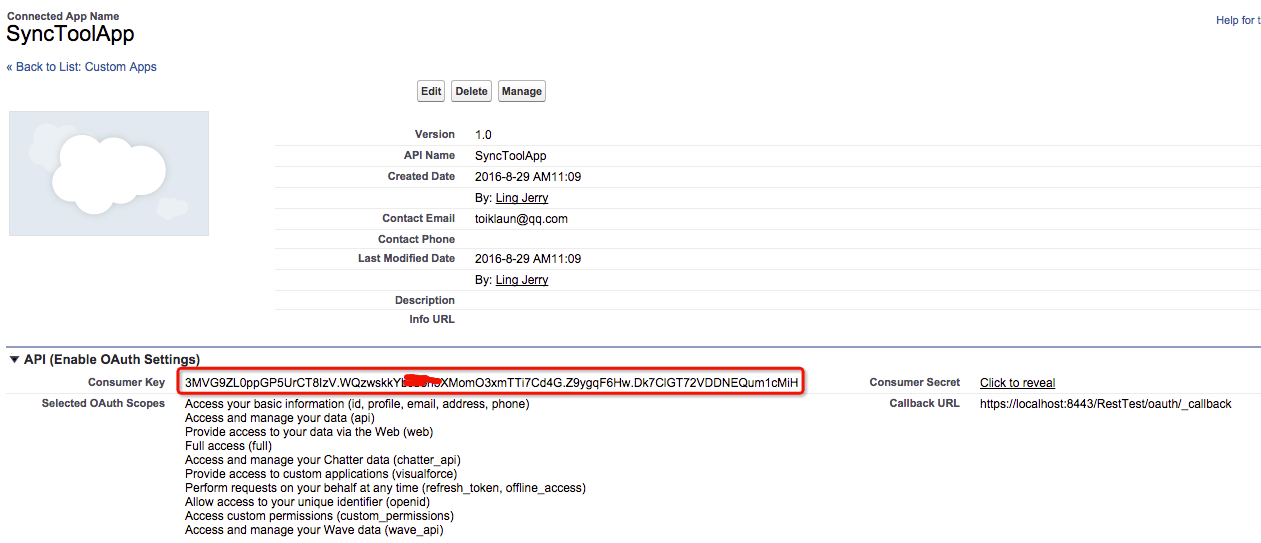 Connected App Name
SyncToolApp
Help for t
« Back to List: Custom Apps
Edit Delete Manage
Version 1.0
API Name SyncToolApp
Created Date 2016-8-29 AM11:09
By: Ling Jerry
Contact Email toiklaun@qq.com
Contact Phone
Last Modified Date 2016-8-29 AM11:09
By: Ling Jerry
Description
Info URL
API (Enable OAuth Settings)
Consumer Key
Consumer Secret Click to reveal
Selected OAuth Scopes Access your basic information (id, profile, email, address, phone)
Callback URL https://localhost:8443/RestTest/oauth/_callback
Access and manage your data (api)
Provide access to your data via the Web (web)
Full access (full)
Access and manage your Chatter data (chatter_api)
Provide access to custom applications (visualforce)
Perform requests on your behalf at any time (refresh_token, offline_access)
Allow access to your unique identifier (openid)
Access custom permissions (custom_permissions)
Access and manage your Wave data (wave_api)